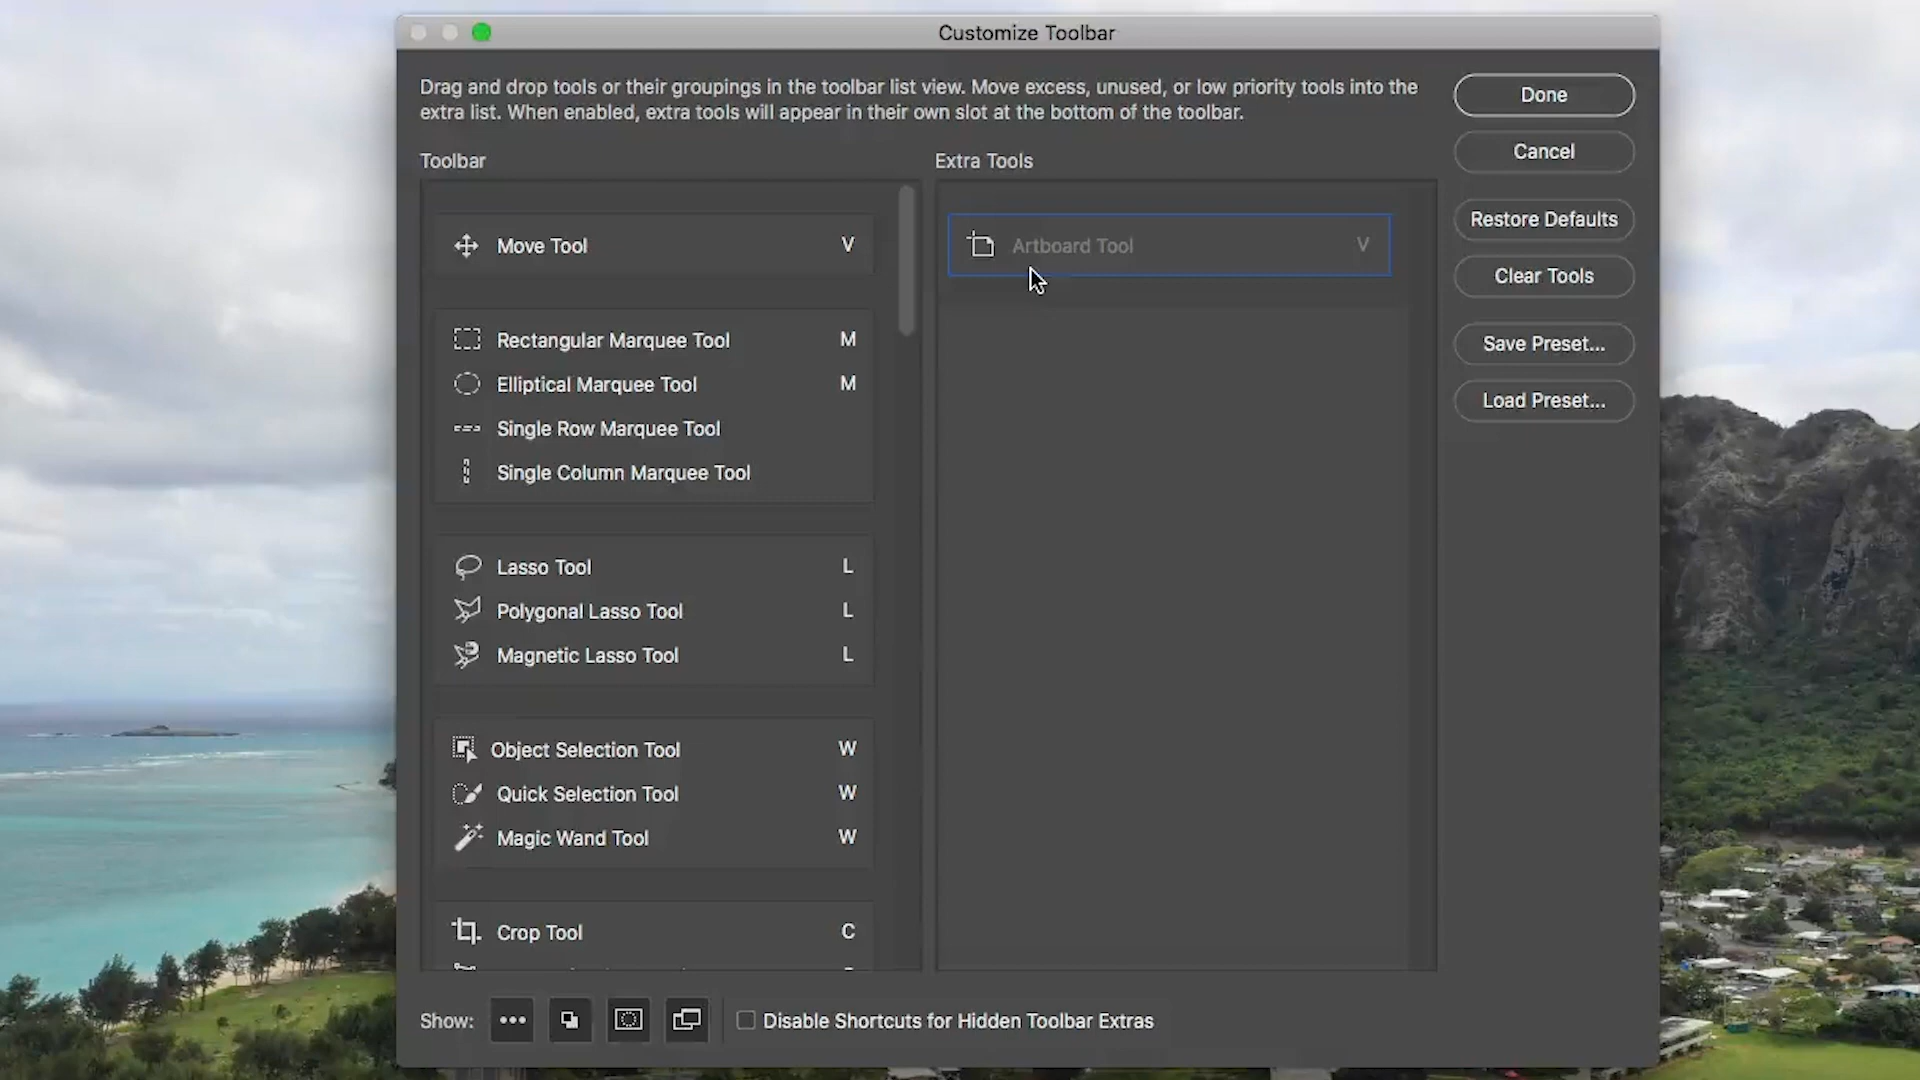 Customize Toolbar
Drag and drop tools or their groupings in the toolbar list view. Move excess, unused, or low priority tools into the
extra list. When enabled, extra tools will appear in their own slot at the bottom of the toolbar.
Done
Cancel
Restore Defaults
Clear Tools
Save Preset...
Load Preset...
Toolbar
Move Tool V
Rectangular Marquee Tool M
Elliptical Marquee Tool M
Single Row Marquee Tool
Single Column Marquee Tool
Lasso Tool L
Polygonal Lasso Tool L
Magnetic Lasso Tool L
Object Selection Tool W
Quick Selection Tool W
Magic Wand Tool W
Crop Tool C
Extra Tools
Artboard Tool V
Show:
Disable Shortcuts for Hidden Toolbar Extras